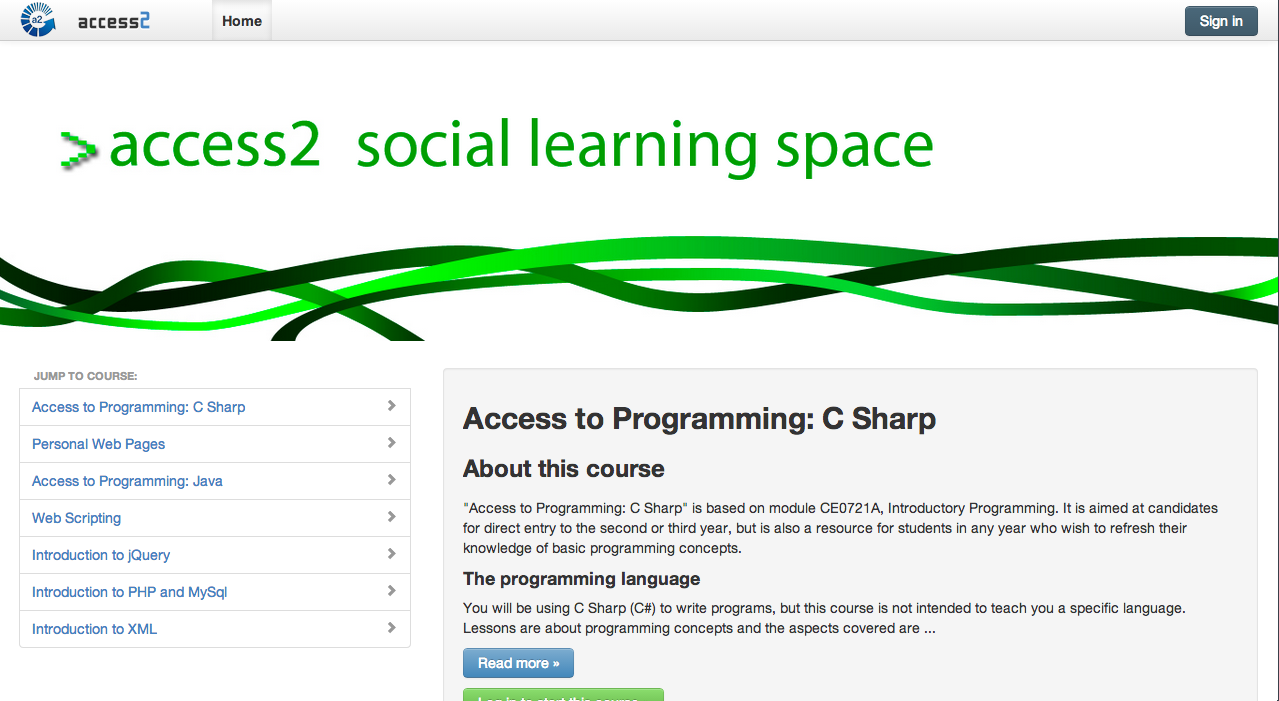 a2 access2 Home Sign in
> access2 social learning space
JUMP TO COURSE:
Access to Programming: C Sharp
Personal Web Pages
Access to Programming: Java
Web Scripting
Introduction to jQuery
Introduction to PHP and MySql
Introduction to XML
Access to Programming: C Sharp
About this course
"Access to Programming: C Sharp" is based on module CE0721A, Introductory Programming. It is aimed at candidates
for direct entry to the second or third year, but is also a resource for students in any year who wish to refresh their
knowledge of basic programming concepts.
The programming language
You will be using C Sharp (C#) to write programs, but this course is not intended to teach you a specific language.
Lessons are about programming concepts and the aspects covered are ...
Read more »